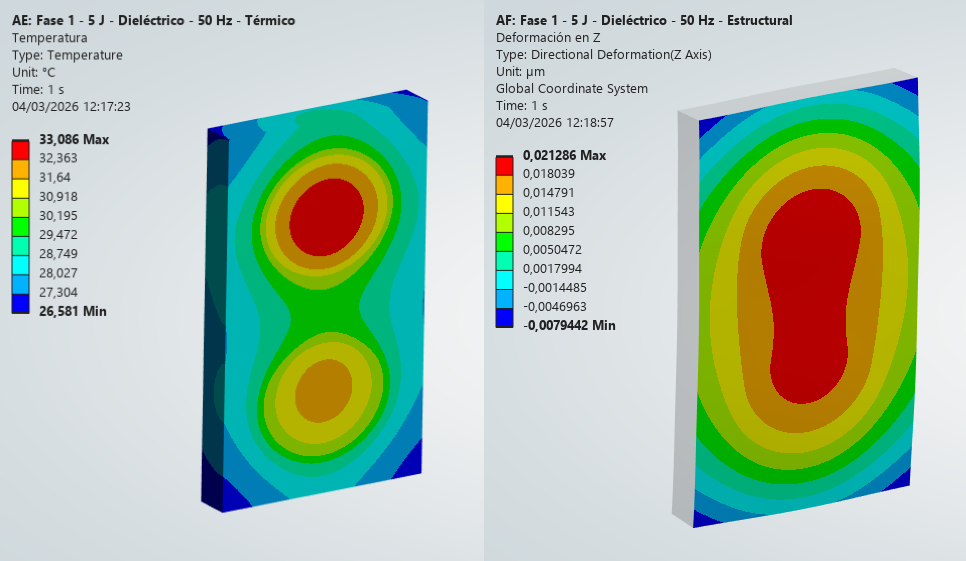 AE: Fase 1 - 5 J - Dieléctrico - 50 Hz - Térmico
Temperatura
Type: Temperature
Unit: °C
Time: 1 s
04/03/2026 12:17:23
33,086 Max
32,363
31,64
30,918
30,195
29,472
28,749
28,027
27,304
26,581 Min
AF: Fase 1 - 5 J - Dieléctrico - 50 Hz - Estructural
Deformación en Z
Type: Directional Deformation(Z Axis)
Unit: µm
Global Coordinate System
Time: 1 s
04/03/2026 12:18:57
0,021286 Max
0,018039
0,014791
0,011543
0,008295
0,0050472
0,0017994
-0,0014485
-0,0046963
-0,0079442 Min